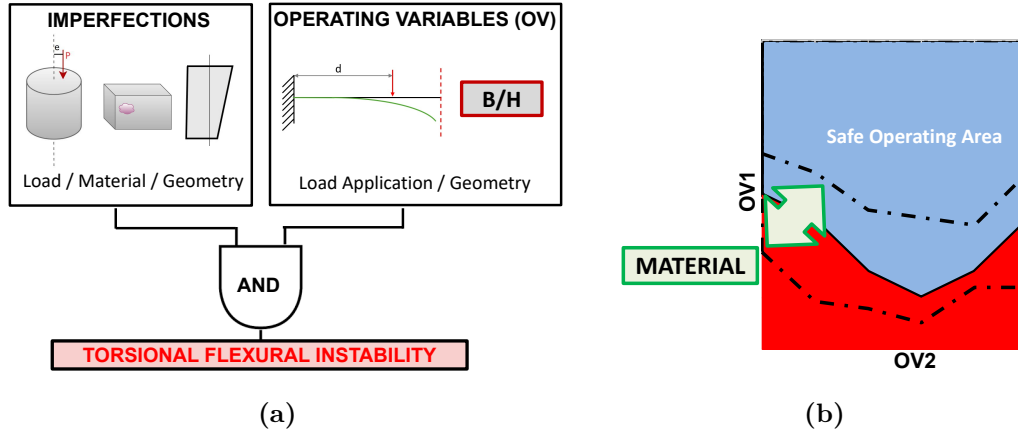 IMPERFECTIONS
e
P
Load / Material / Geometry
OPERATING VARIABLES (OV)
d
B/H
Load Application / Geometry
AND
TORSIONAL FLEXURAL INSTABILITY
(a)
Safe Operating Area
OV1
MATERIAL
OV2
(b)